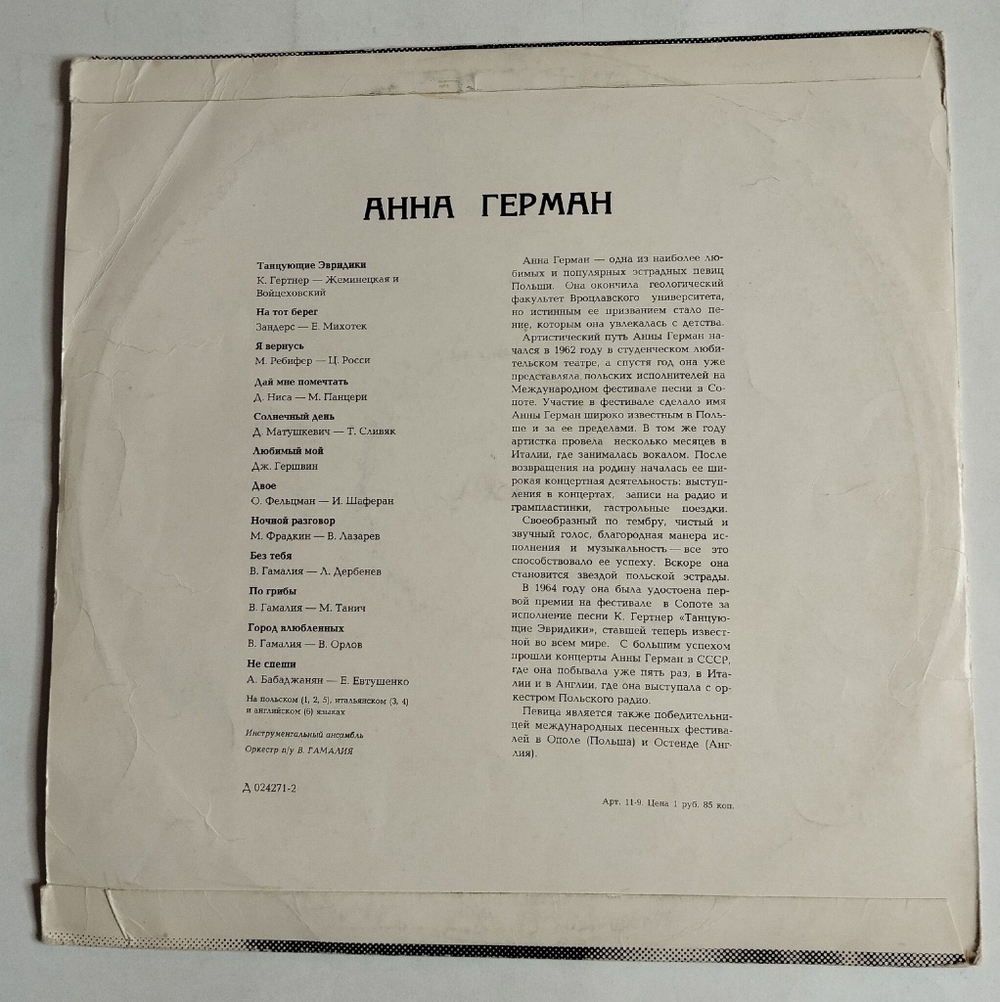 АННА ГЕРМАН
Танцующие Эвридики
К. Гертнер — Жеминецкая и
Войцеховский
На тот берег
Зандерс — Е. Михотек
Я вернусь
М. Ребифер — Ц. Росси
Дай мне помечтать
Д. Ниса — М. Панцери
Солнечный день
Д. Матушкевич — Т. Сливяк
Любимый мой
Дж. Гершвин
Двое
О. Фельцман — И. Шаферан
Ночной разговор
М. Фрадкин — В. Лазарев
Без тебя
В. Гамалия — Л. Дербенев
По грибы
В. Гамалия — М. Танич
Город влюбленных
В. Гамалия — В. Орлов
Не спеши
А. Бабаджанян — Е. Евтушенко
На польском (1, 2, 5), итальянском (3, 4)
и английском (6) языках
Инструментальный ансамбль
Оркестр п/у В. ГАМАЛИЯ
Д 024271-2
Анна Герман — одна из наиболее лю-
бимых и популярных эстрадных певиц
Польши. Она окончила геологический
факультет Вроцлавского университета,
но истинным ее призванием стало пе-
ние, которым она увлекалась с детства.
Артистический путь Анны Герман на-
чался в 1962 году в студенческом люби-
тельском театре, а спустя год она уже
представляла польских исполнителей на
Международном фестивале песни в Со-
поте. Участие в фестивале сделало имя
Анны Герман широко известным в Поль-
ше и за ее пределами. В том же году
артистка провела несколько месяцев в
Италии, где занималась вокалом. После
возвращения на родину началась ее ши-
рокая концертная деятельность: выступ-
ления в концертах, записи на радио и
грампластинки, гастрольные поездки.
Своеобразный по тембру, чистый и
звучный голос, благородная манера ис-
полнения и музыкальность — все это
способствовало ее успеху. Вскоре она
становится звездой польской эстрады.
В 1964 году она была удостоена пер-
вой премии на фестивале в Сопоте за
исполнение песни К. Гертнер «Танцую-
щие Эвридики», ставшей теперь извест-
ной во всем мире. С большим успехом
прошли концерты Анны Герман в СССР,
где она побывала уже пять раз, в Ита-
лии и в Англии, где она выступала с ор-
кестром Польского радио.
Певица является также победительни-
цей международных песенных фестива-
лей в Ополе (Польша) и Остенде (Анг-
лия).
Арт. 11-9. Цена 1 руб. 85 коп.